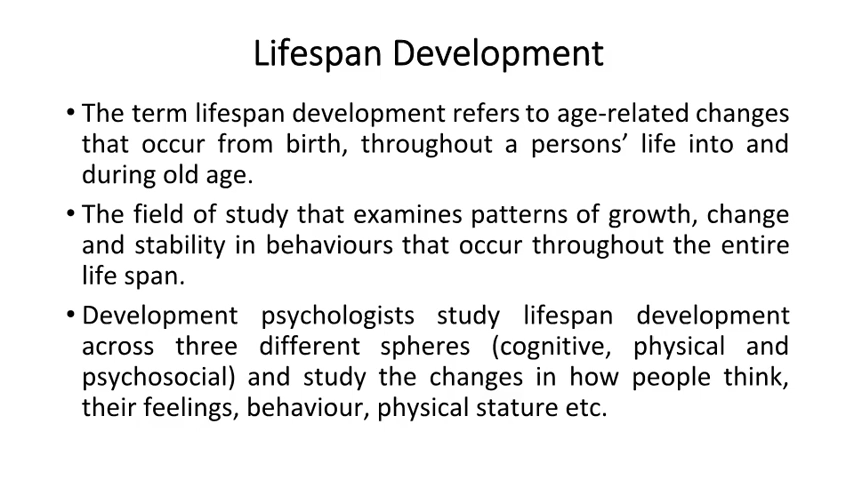 Lifespan Development
• The term lifespan development refers to age-related changes
that occur from birth, throughout a persons’ life into and
during old age.
• The field of study that examines patterns of growth, change
and stability in behaviours that occur throughout the entire
life span.
• Development psychologists study lifespan development
across three different spheres (cognitive, physical and
psychosocial) and study the changes in how people think,
their feelings, behaviour, physical stature etc.